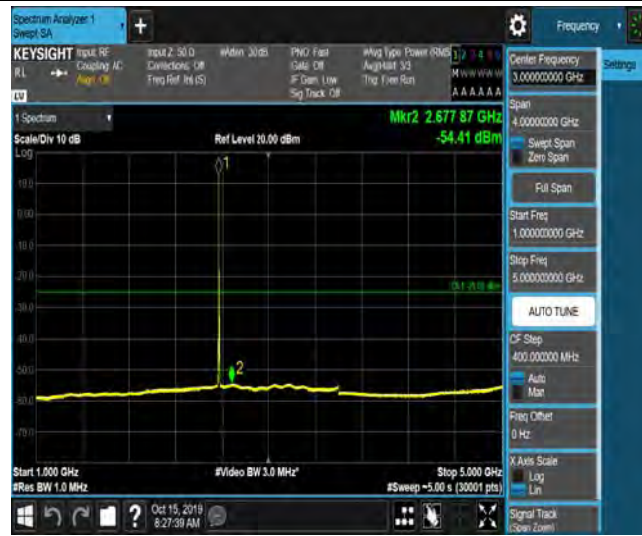 Spectrum Analyzer 1
Swept SA
+
Frequency
KEYSIGHT
Input: RF
Coupling: AC
Align: Off
Input Z: 50 Ω
Corrections: Off
Freq Ref: Int (S)
#Atten: 30 dB
PNO: Fast
Gate: Off
IF Gain: Low
Sig Track: Off
#Avg Type: Power (RMS)
Avg|Hold: 3/3
Trig: Free Run
M W W W W W
A A A A A A
RL
LV
Center Frequency
3.000000000 GHz
Settings
Span
4.00000000 GHz
Swept Span
Zero Span
Full Span
Start Freq
1.000000000 GHz
Stop Freq
5.000000000 GHz
AUTO TUNE
CF Step
400.000000 MHz
Auto
Man
Freq Offset
0 Hz
X Axis Scale
Log
Lin
Signal Track
(Span Zoom)
1 Spectrum
Scale/Div 10 dB
Ref Level 20.00 dBm
Mkr2 2.677 87 GHz
-54.41 dBm
Log
1
10.0
0.00
-10.0
-20.0
-30.0
-40.0
2
-50.0
-60.0
-70.0
Start 1.000 GHz
#Video BW 3.0 MHz*
Stop 5.000 GHz
#Res BW 1.0 MHz
#Sweep ~5.00 s (30001 pts)
?
Oct 15, 2019
8:27:39 AM